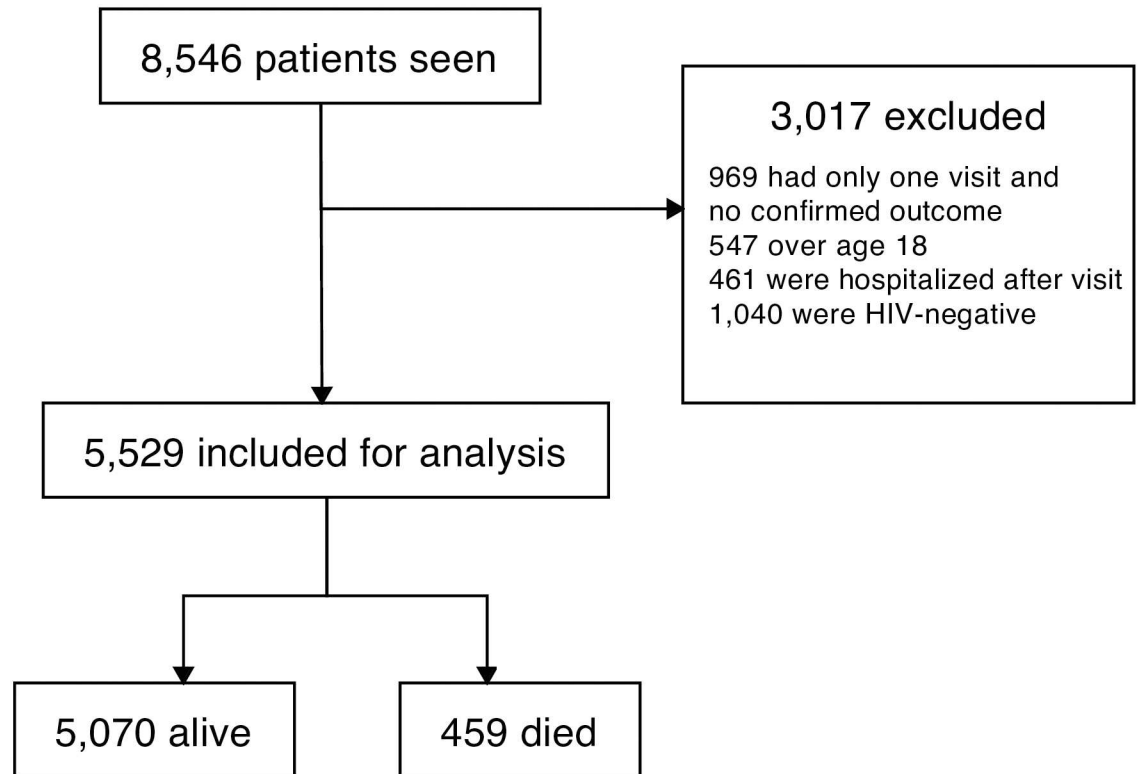 8,546 patients seen
3,017 excluded
969 had only one visit and
no confirmed outcome
547 over age 18
461 were hospitalized after visit
1,040 were HIV-negative
5,529 included for analysis
5,070 alive
459 died